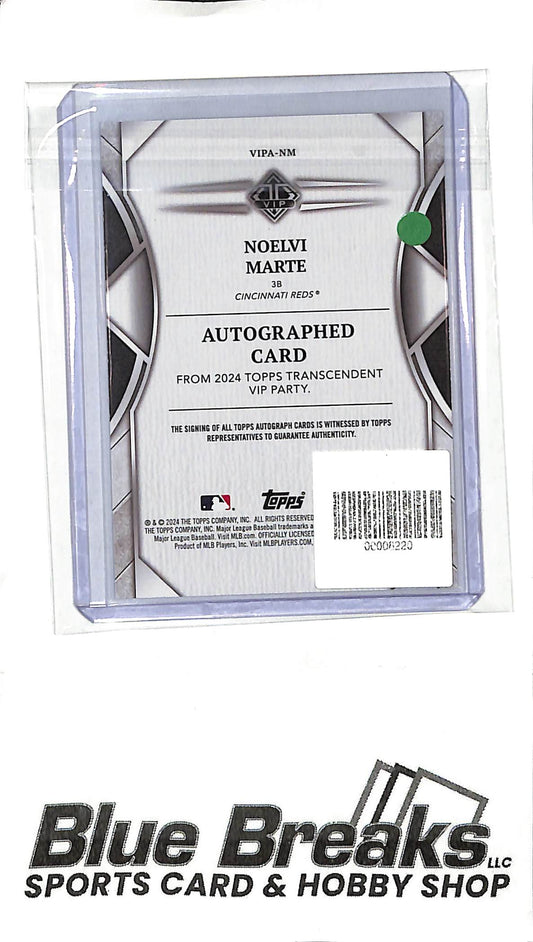 VIPA-NM
VIP
NOELVI
MARTE
3B
CINCINNATI REDS®
AUTOGRAPHED
CARD
FROM 2024 TOPPS TRANSCENDENT
VIP PARTY.
THE SIGNING OF ALL TOPPS AUTOGRAPH CARDS IS WITNESSED BY TOPPS
REPRESENTATIVES TO GUARANTEE AUTHENTICITY.
topps
® & © 2024 THE TOPPS COMPANY, INC. ALL RIGHTS RESERVED
THE TOPPS COMPANY, INC. Major League Baseball trademarks a
Major League Baseball. Visit MLB.com. OFFICIALLY LICENSED
Product of MLB Players, Inc. Visit MLBPLAYERS.COM,
00006220
Blue Breaks LLC
SPORTS CARD & HOBBY SHOP